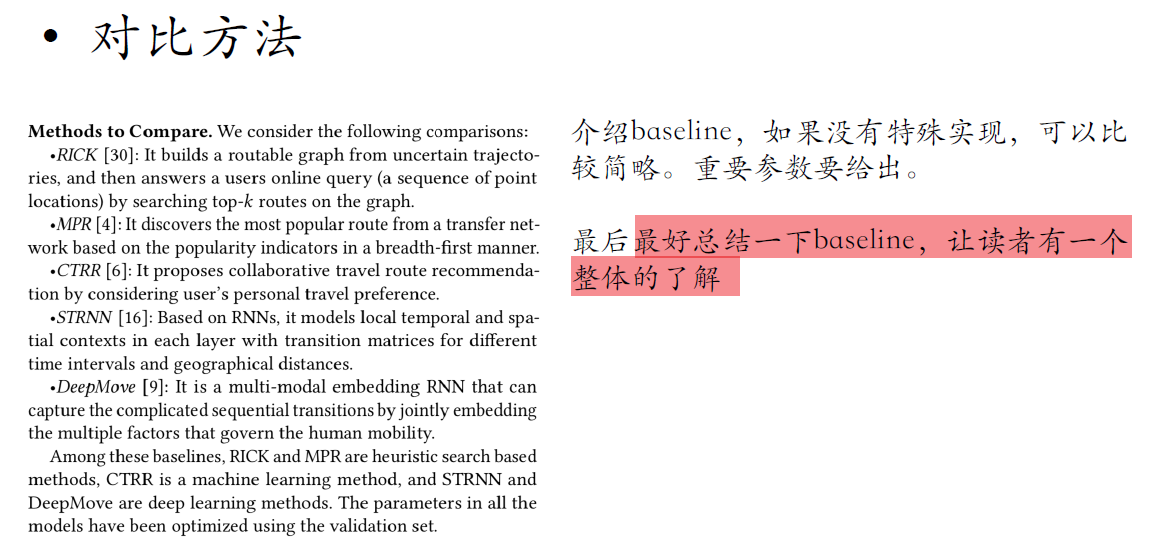 • 对比方法
Methods to Compare. We consider the following comparisons:
•RICK [30]: It builds a routable graph from uncertain trajecto-
ries, and then answers a users online query (a sequence of point
locations) by searching top-k routes on the graph.
•MPR [4]: It discovers the most popular route from a transfer net-
work based on the popularity indicators in a breadth-first manner.
•CTRR [6]: It proposes collaborative travel route recommenda-
tion by considering user's personal travel preference.
•STRNN [16]: Based on RNNs, it models local temporal and spa-
tial contexts in each layer with transition matrices for different
time intervals and geographical distances.
•DeepMove [9]: It is a multi-modal embedding RNN that can
capture the complicated sequential transitions by jointly embedding
the multiple factors that govern the human mobility.
Among these baselines, RICK and MPR are heuristic search based
methods, CTRR is a machine learning method, and STRNN and
DeepMove are deep learning methods. The parameters in all the
models have been optimized using the validation set.
介绍baseline，如果没有特殊实现，可以比
较简略。重要参数要给出。
最后最好总结一下baseline，让读者有一个
整体的了解